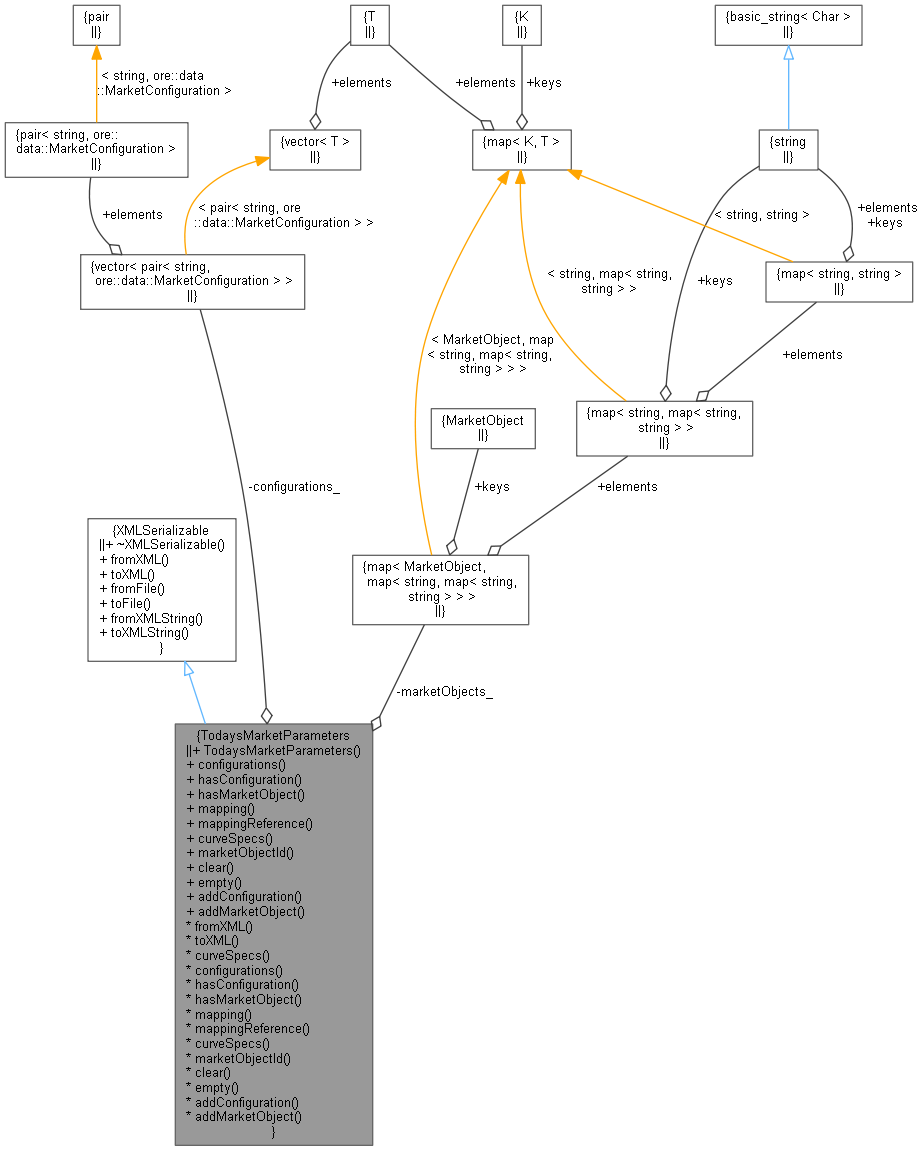 {pair
||}
{T
||}
{K
||}
{basic_string< Char >
||}
< string, ore::data
::MarketConfiguration >
+elements
+elements
+keys
{pair< string, ore::
data::MarketConfiguration >
||}
{vector< T >
||}
{map< K, T >
||}
{string
||}
+elements
< pair< string, ore
::data::MarketConfiguration > >
< string, string >
+elements
+keys
{vector< pair< string,
ore::data::MarketConfiguration > >
||}
< string, map< string,
string > >
+keys
{map< string, string >
||}
< MarketObject, map
< string, map< string,
string > > >
+elements
{MarketObject
||}
{map< string, map< string,
string > >
||}
-configurations_
+keys
+elements
{XMLSerializable
||+ ~XMLSerializable()
+ fromXML()
+ toXML()
+ fromFile()
+ toFile()
+ fromXMLString()
+ toXMLString()
}
{map< MarketObject,
map< string, map< string,
string > > >
||}
-marketObjects_
{TodaysMarketParameters
||+ TodaysMarketParameters()
+ configurations()
+ hasConfiguration()
+ hasMarketObject()
+ mapping()
+ mappingReference()
+ curveSpecs()
+ marketObjectId()
+ clear()
+ empty()
+ addConfiguration()
+ addMarketObject()
* fromXML()
* toXML()
* curveSpecs()
* configurations()
* hasConfiguration()
* hasMarketObject()
* mapping()
* mappingReference()
* curveSpecs()
* marketObjectId()
* clear()
* empty()
* addConfiguration()
* addMarketObject()
}